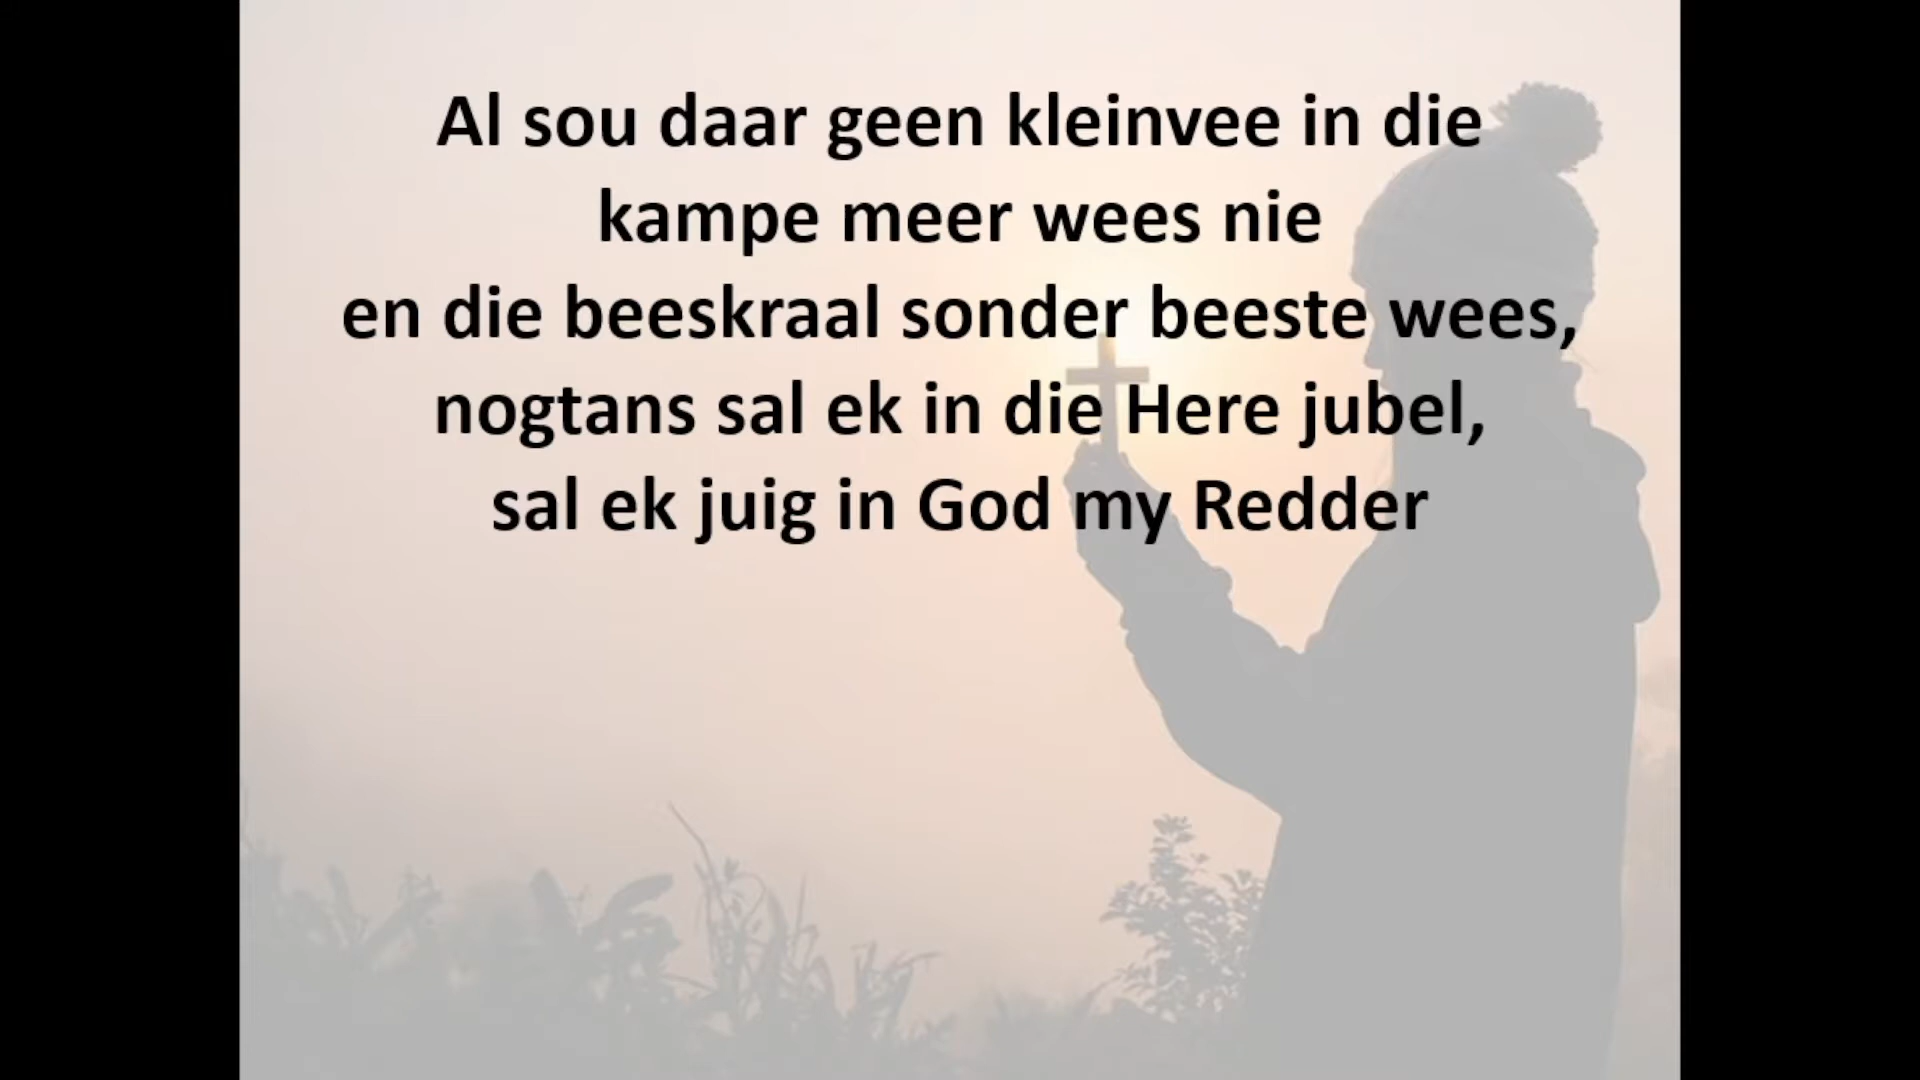 Al sou daar geen kleinvee in die
kampe meer wees nie
en die beeskraal sonder beeste wees,
nogtans sal ek in die Here jubel,
sal ek juig in God my Redder